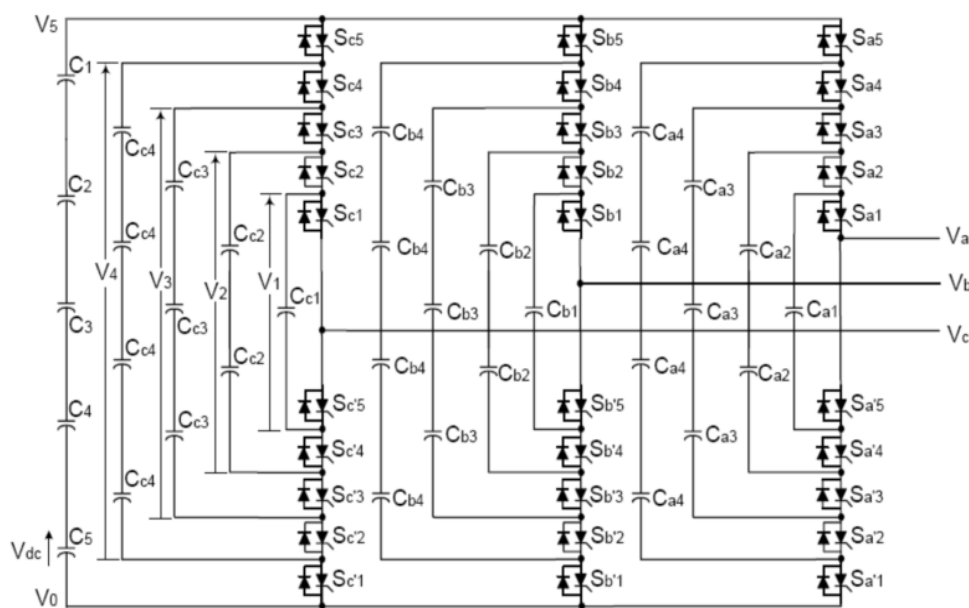 V5 Sc5 Sb5 Sa5
C1 Sc4 Sb4 Sa4
Cc4 Sc3 Cb4 Sb3 Ca4 Sa3
C2 Cc3 Sc2 Cb3 Sb2 Ca3 Sa2
Sc1 Sb1 Sa1
Va
Cc4 Cc2 Cb4 Cb2 Ca4 Ca2
V4 V3 V2 V1
Vb
C3 Cc3 Cc1 Cb3 Cb1 Ca3 Ca1
Vc
Cc4 Cc2 Cb4 Cb2 Ca4 Ca2
C4 Cc3 Sc'5 Cb3 Sb'5 Ca3 Sa'5
Sc'4 Sb'4 Sa'4
Cc4 Sc'3 Cb4 Sb'3 Ca4 Sa'3
Vdc C5 Sc'2 Sb'2 Sa'2
V0 Sc'1 Sb'1 Sa'1